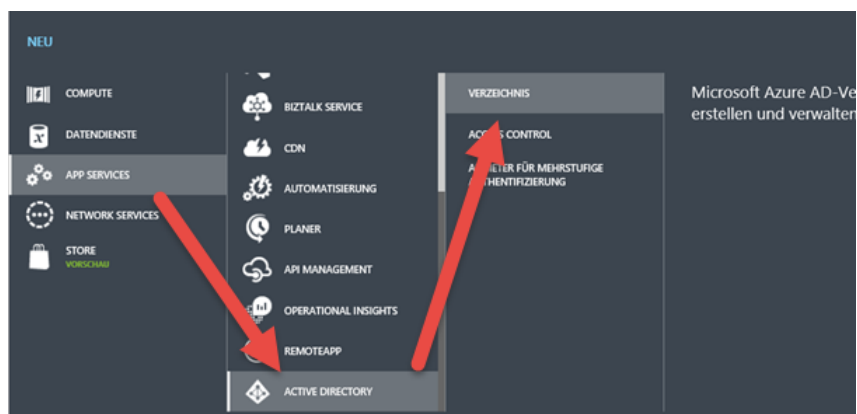 NEU
COMPUTE
DATENDIENSTE
APP SERVICES
NETWORK SERVICES
STORE
VORSCHAU
BIZTALK SERVICE
CDN
AUTOMATISIERUNG
PLANER
API MANAGEMENT
OPERATIONAL INSIGHTS
REMOTEAPP
ACTIVE DIRECTORY
VERZEICHNIS
CONTROL
FÜR MEHRSTUFIGE
Microsoft Azure AD-Ve
erstellen und verwalten